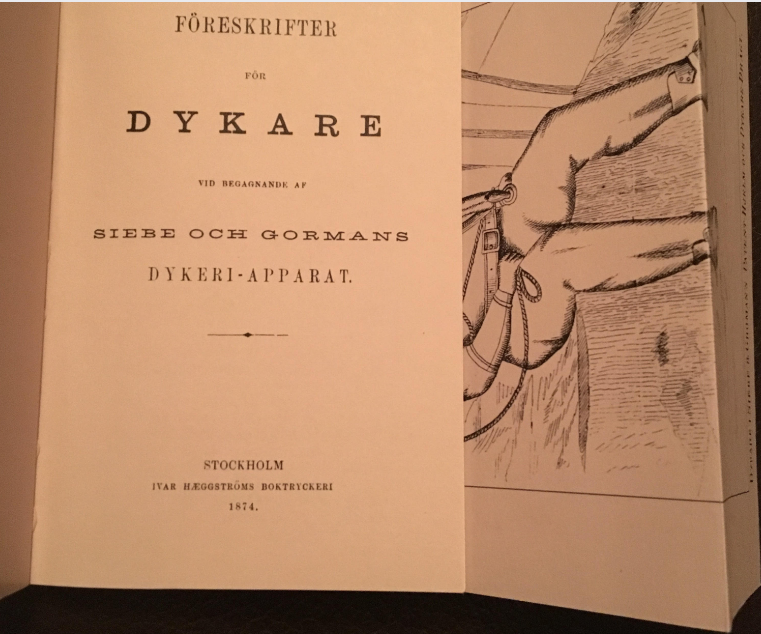 FÖRESKRIFTER
FÖR
DYKARE
VID BEGAGNANDE AF
SIEBE OCH GORMANS
DYKERI-APPARAT.
STOCKHOLM
IVAR HÆGGSTRÖMS BOKTRYCKERI
1874.